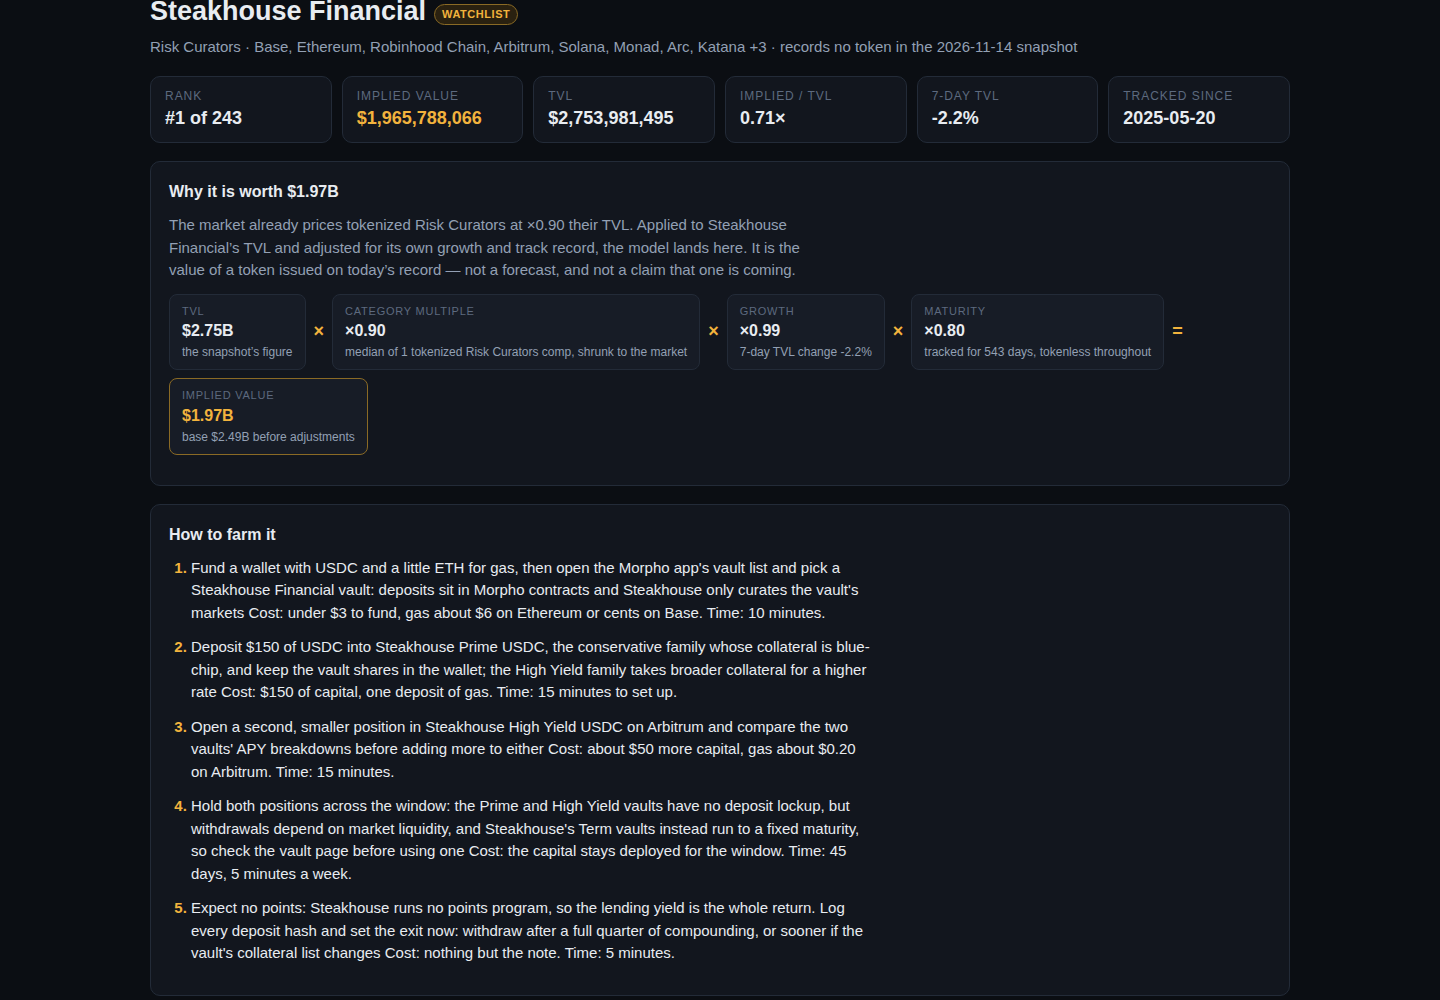 Steakhouse Financial WATCHLIST
Risk Curators · Base, Ethereum, Robinhood Chain, Arbitrum, Solana, Monad, Arc, Katana +3 · records no token in the 2026-11-14 snapshot
RANK
#1 of 243
IMPLIED VALUE
$1,965,788,066
TVL
$2,753,981,495
IMPLIED / TVL
0.71×
7-DAY TVL
-2.2%
TRACKED SINCE
2025-05-20
Why it is worth $1.97B
The market already prices tokenized Risk Curators at ×0.90 their TVL. Applied to Steakhouse
Financial’s TVL and adjusted for its own growth and track record, the model lands here. It is the
value of a token issued on today’s record — not a forecast, and not a claim that one is coming.
TVL
$2.75B
the snapshot’s figure
×
CATEGORY MULTIPLE
×0.90
median of 1 tokenized Risk Curators comp, shrunk to the market
×
GROWTH
×0.99
7-day TVL change -2.2%
×
MATURITY
×0.80
tracked for 543 days, tokenless throughout
=
IMPLIED VALUE
$1.97B
base $2.49B before adjustments
How to farm it
1. Fund a wallet with USDC and a little ETH for gas, then open the Morpho app's vault list and pick a
Steakhouse Financial vault: deposits sit in Morpho contracts and Steakhouse only curates the vault's
markets Cost: under $3 to fund, gas about $6 on Ethereum or cents on Base. Time: 10 minutes.
2. Deposit $150 of USDC into Steakhouse Prime USDC, the conservative family whose collateral is blue-
chip, and keep the vault shares in the wallet; the High Yield family takes broader collateral for a higher
rate Cost: $150 of capital, one deposit of gas. Time: 15 minutes to set up.
3. Open a second, smaller position in Steakhouse High Yield USDC on Arbitrum and compare the two
vaults' APY breakdowns before adding more to either Cost: about $50 more capital, gas about $0.20
on Arbitrum. Time: 15 minutes.
4. Hold both positions across the window: the Prime and High Yield vaults have no deposit lockup, but
withdrawals depend on market liquidity, and Steakhouse's Term vaults instead run to a fixed maturity,
so check the vault page before using one Cost: the capital stays deployed for the window. Time: 45
days, 5 minutes a week.
5. Expect no points: Steakhouse runs no points program, so the lending yield is the whole return. Log
every deposit hash and set the exit now: withdraw after a full quarter of compounding, or sooner if the
vault's collateral list changes Cost: nothing but the note. Time: 5 minutes.